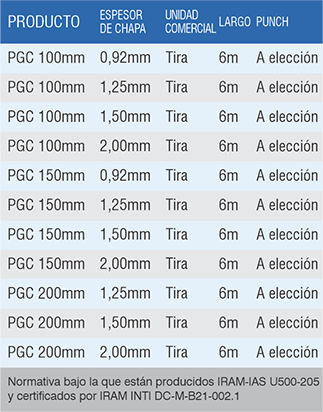 PRODUCTO ESPESOR DE CHAPA UNIDAD COMERCIAL LARGO PUNCH
PGC 100mm 0,92mm Tira 6m A elección
PGC 100mm 1,25mm Tira 6m A elección
PGC 100mm 1,50mm Tira 6m A elección
PGC 100mm 2,00mm Tira 6m A elección
PGC 150mm 0,92mm Tira 6m A elección
PGC 150mm 1,25mm Tira 6m A elección
PGC 150mm 1,50mm Tira 6m A elección
PGC 150mm 2,00mm Tira 6m A elección
PGC 200mm 1,25mm Tira 6m A elección
PGC 200mm 1,50mm Tira 6m A elección
PGC 200mm 2,00mm Tira 6m A elección
Normativa bajo la que están producidos IRAM-IAS U500-205
y certificados por IRAM INTI DC-M-B21-002.1